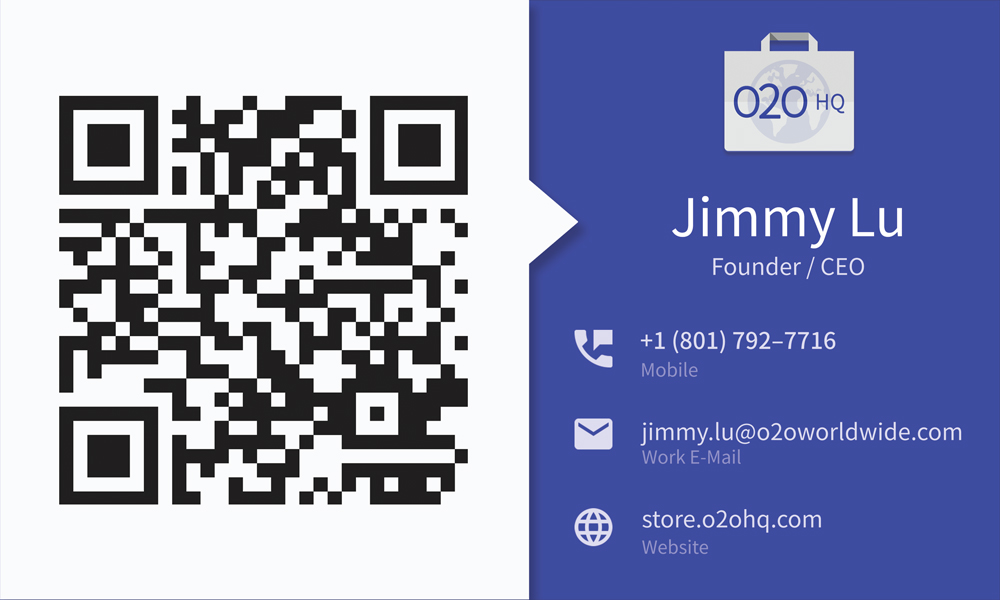 O2O HQ
Jimmy Lu
Founder / CEO
+1 (801) 792–7716
Mobile
jimmy.lu@o2oworldwide.com
Work E-Mail
store.o2ohq.com
Website